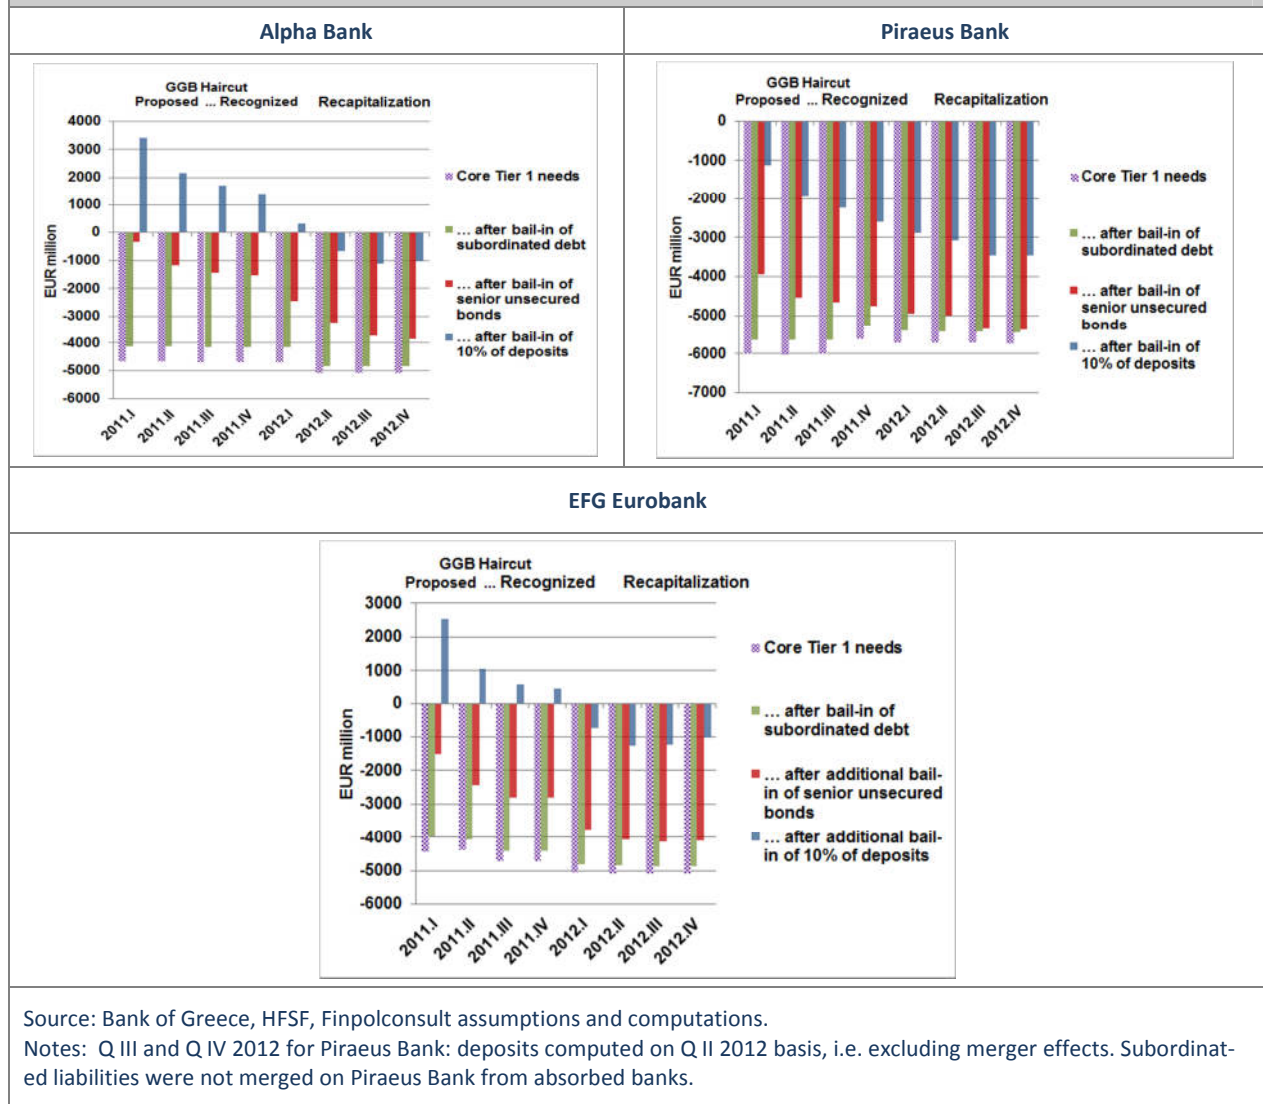 Alpha Bank
Piraeus Bank
GGB Haircut
Proposed ... Recognized Recapitalization
4000
3000
2000
1000
0
-1000
-2000
-3000
-4000
-5000
-6000
EUR million
2011.I
2011.II
2011.III
2011.IV
2012.I
2012.II
2012.III
2012.IV
Core Tier 1 needs
... after bail-in of
subordinated debt
... after bail-in of
senior unsecured
bonds
... after bail-in of
10% of deposits
GGB Haircut
Proposed ... Recognized Recapitalization
0
-1000
-2000
-3000
-4000
-5000
-6000
-7000
EUR million
2011.I
2011.II
2011.III
2011.IV
2012.I
2012.II
2012.III
2012.IV
Core Tier 1 needs
... after bail-in of
subordinated debt
... after bail-in of
senior unsecured
bonds
... after bail-in of
10% of deposits
EFG Eurobank
GGB Haircut
Proposed ... Recognized Recapitalization
3000
2000
1000
0
-1000
-2000
-3000
-4000
-5000
-6000
EUR million
2011.I
2011.II
2011.III
2011.IV
2012.I
2012.II
2012.III
2012.IV
Core Tier 1 needs
... after bail-in of
subordinated debt
... after additional bail-
in of senior unsecured
bonds
... after additional bail-
in of 10% of deposits
Source: Bank of Greece, HFSF, Finpolconsult assumptions and computations.
Notes: Q III and Q IV 2012 for Piraeus Bank: deposits computed on Q II 2012 basis, i.e. excluding merger effects. Subordinat-
ed liabilities were not merged on Piraeus Bank from absorbed banks.